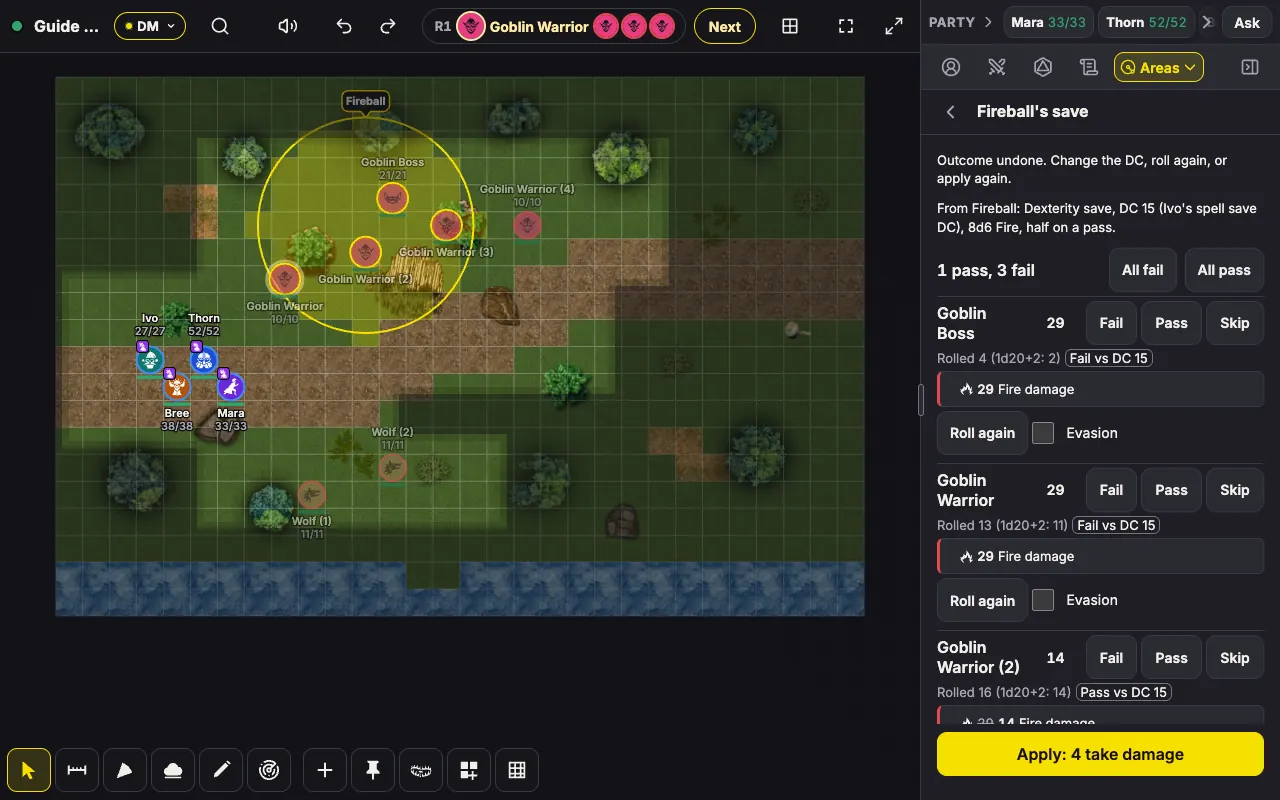 Guide ...
DM
R1
Goblin Warrior
Next
PARTY
Mara 33/33
Thorn 52/52
Ask
Areas
Fireball's save
Outcome undone. Change the DC, roll again, or
apply again.
From Fireball: Dexterity save, DC 15 (Ivo's spell save
DC), 8d6 Fire, half on a pass.
1 pass, 3 fail
All fail
All pass
Goblin
Boss
29
Fail
Pass
Skip
Rolled 4 (1d20+2: 2)
Fail vs DC 15
29 Fire damage
Roll again
Evasion
Goblin
Warrior
29
Fail
Pass
Skip
Rolled 13 (1d20+2: 11)
Fail vs DC 15
29 Fire damage
Roll again
Evasion
Goblin
Warrior (2)
14
Fail
Pass
Skip
Rolled 16 (1d20+2: 14)
Pass vs DC 15
29 14 Fire damage
Apply: 4 take damage
Fireball
Goblin Boss
21/21
Goblin Warrior (4)
10/10
Goblin Warrior (3)
Goblin Warrior (2)
Goblin Warrior
10/10
Ivo
27/27
Thorn
52/52
Bree
38/38
Mara
33/33
Wolf (2)
11/11
Wolf (1)
11/11